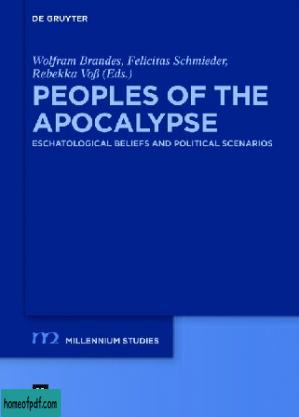 DE GRUYTER
Wolfram Brandes, Felicitas Schmieder,
Rebekka Voß (Eds.)
PEOPLES OF THE
APOCALYPSE
ESCHATOLOGICAL BELIEFS AND POLITICAL SCENARIOS
MILLENNIUM STUDIES
homeofpdf.com